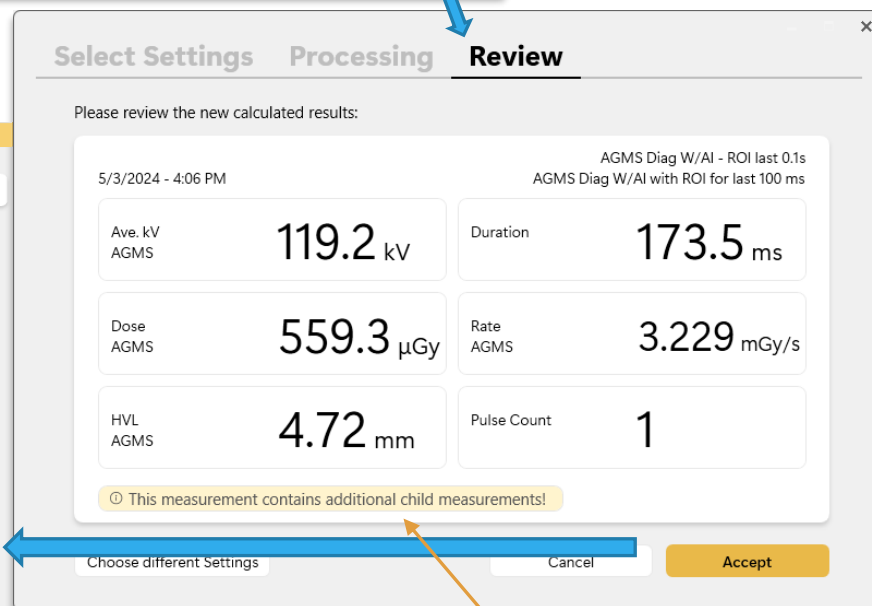 Select Settings Processing Review
Please review the new calculated results:
AGMS Diag W/AI - ROI last 0.1s
5/3/2024 - 4:06 PM
AGMS Diag W/AI with ROI for last 100 ms
Ave. kV
AGMS
119.2 kV
Duration
173.5 ms
Dose
AGMS
559.3 µGy
Rate
AGMS
3.229 mGy/s
HVL
AGMS
4.72 mm
Pulse Count
1
This measurement contains additional child measurements!
Choose different Settings
Cancel
Accept